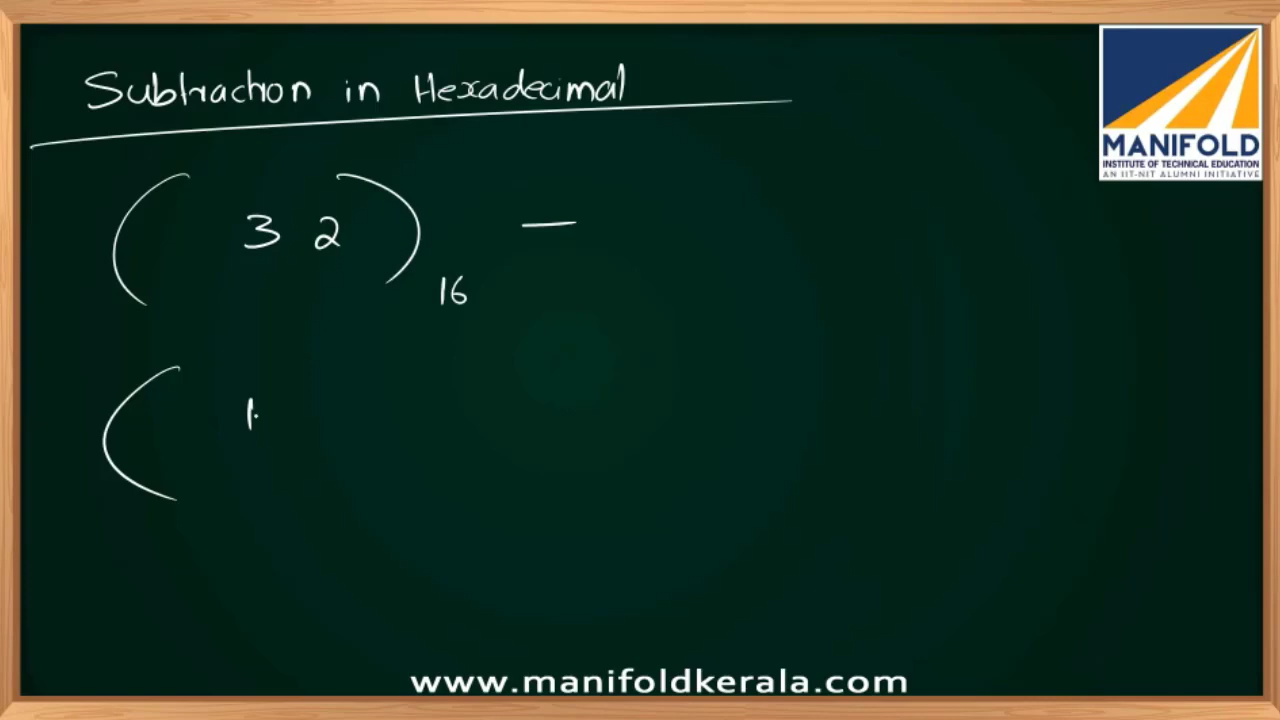 Subtraction in Hexadecimal
MANIFOLD
INSTITUTE OF TECHNICAL EDUCATION
AN IIT-NIT ALUMNI INITIATIVE
( 3 2 )16 —
( 1
www.manifoldkerala.com